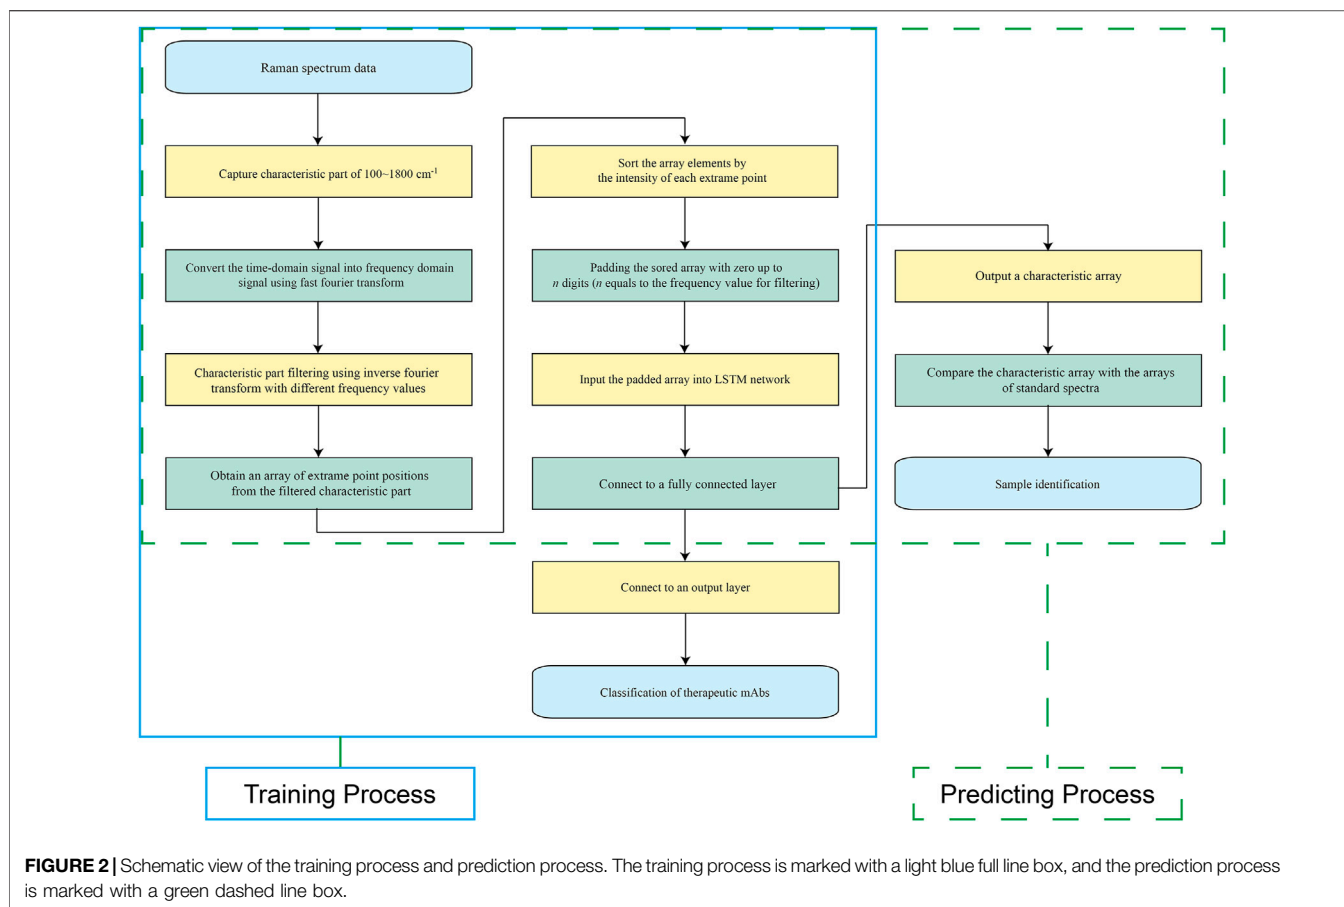 Raman spectrum data
Capture characteristic part of 100~1800 cm⁻¹
Convert the time-domain signal into frequency domain
signal using fast fourier transform
Characteristic part filtering using inverse fourier
transform with different frequency values
Obtain an array of extrame point positions
from the filtered characteristic part
Sort the array elements by
the intensity of each extrame point
Padding the sored array with zero up to
n digits (n equals to the frequency value for filtering)
Input the padded array into LSTM network
Connect to a fully connected layer
Connect to an output layer
Classification of therapeutic mAbs
Output a characteristic array
Compare the characteristic array with the arrays
of standard spectra
Sample identification
Training Process
Predicting Process
FIGURE 2 | Schematic view of the training process and prediction process. The training process is marked with a light blue full line box, and the prediction process
is marked with a green dashed line box.